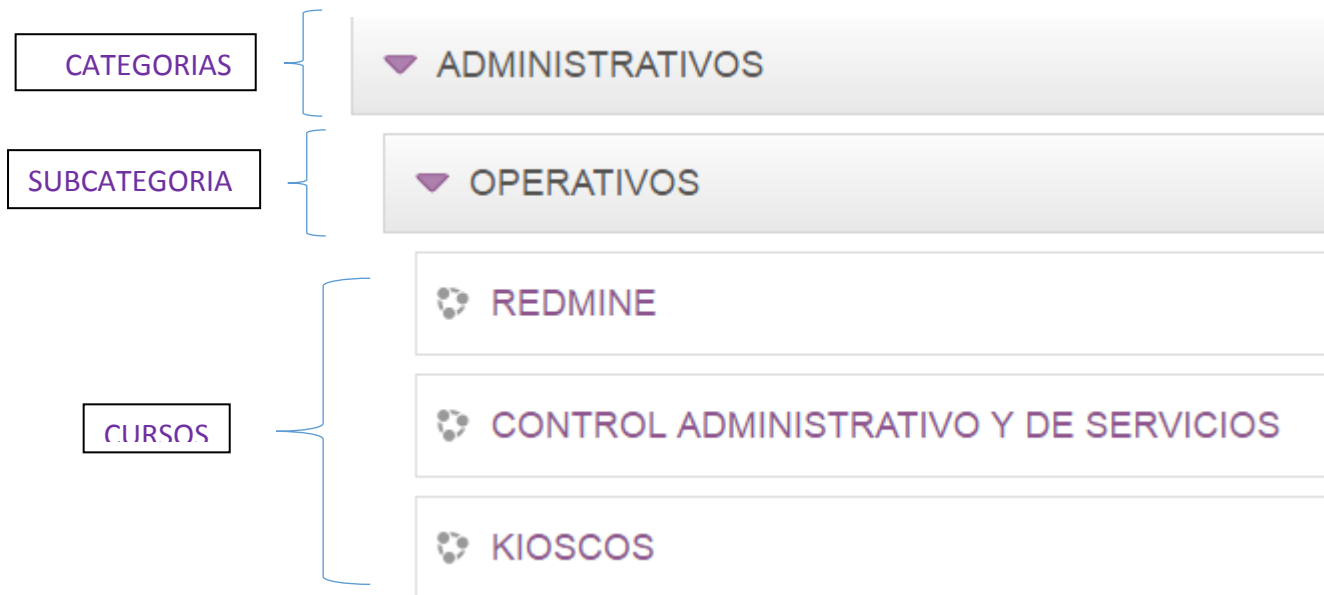 CATEGORIAS
ADMINISTRATIVOS
SUBCATEGORIA
OPERATIVOS
REDMINE
CURSOS
CONTROL ADMINISTRATIVO Y DE SERVICIOS
KIOSCOS